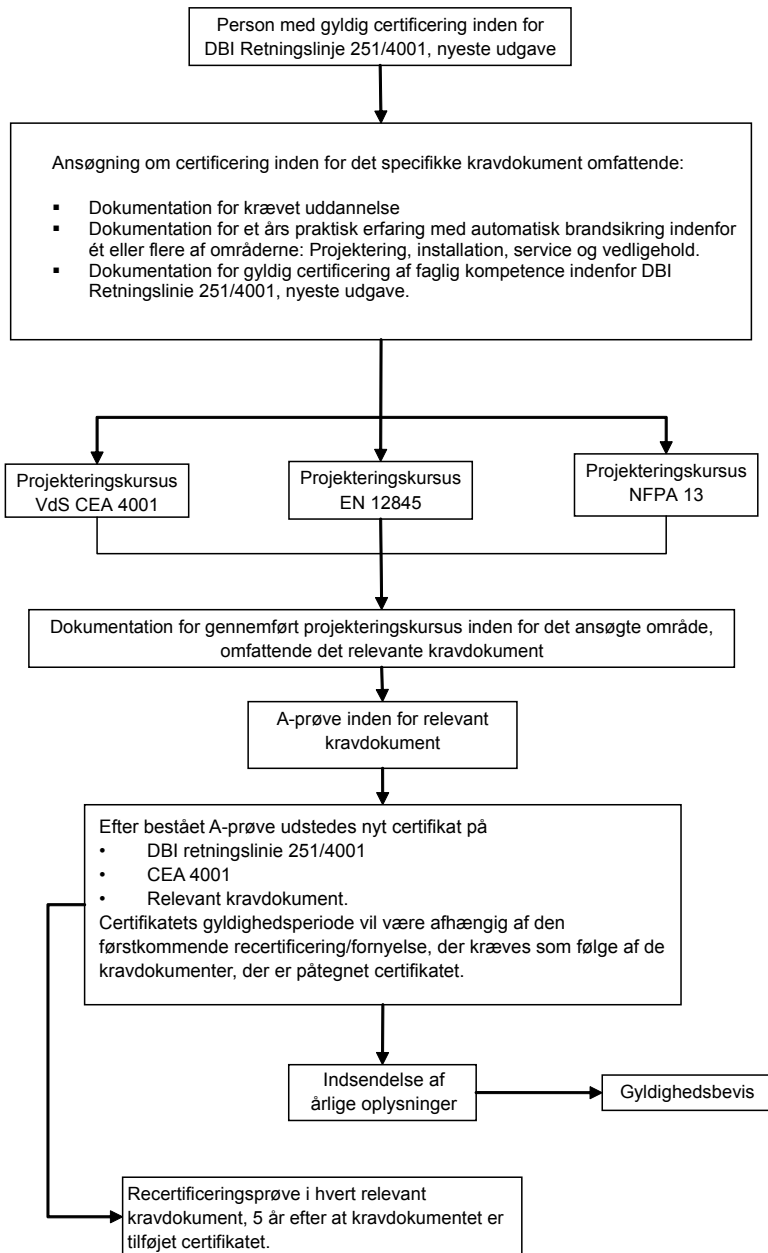 Person med gyldig certificering inden for
DBI Retningslinje 251/4001, nyeste udgave
Ansøgning om certificering inden for det specifikke kravdokument omfattende:
▪ Dokumentation for krævet uddannelse
▪ Dokumentation for et års praktisk erfaring med automatisk brandsikring indenfor
ét eller flere af områderne: Projektering, installation, service og vedligehold.
▪ Dokumentation for gyldig certificering af faglig kompetence indenfor DBI
Retningslinie 251/4001, nyeste udgave.
Projekteringskursus
VdS CEA 4001
Projekteringskursus
EN 12845
Projekteringskursus
NFPA 13
Dokumentation for gennemført projekteringskursus inden for det ansøgte område,
omfattende det relevante kravdokument
A-prøve inden for relevant
kravdokument
Efter bestået A-prøve udstedes nyt certifikat på
• DBI retningslinie 251/4001
• CEA 4001
• Relevant kravdokument.
Certifikatets gyldighedsperiode vil være afhængig af den
førstkommende recertificering/fornyelse, der kræves som følge af de
kravdokumenter, der er påtegnet certifikatet.
Indsendelse af
årlige oplysninger
Gyldighedsbevis
Recertificeringsprøve i hvert relevant
kravdokument, 5 år efter at kravdokumentet er
tilføjet certifikatet.